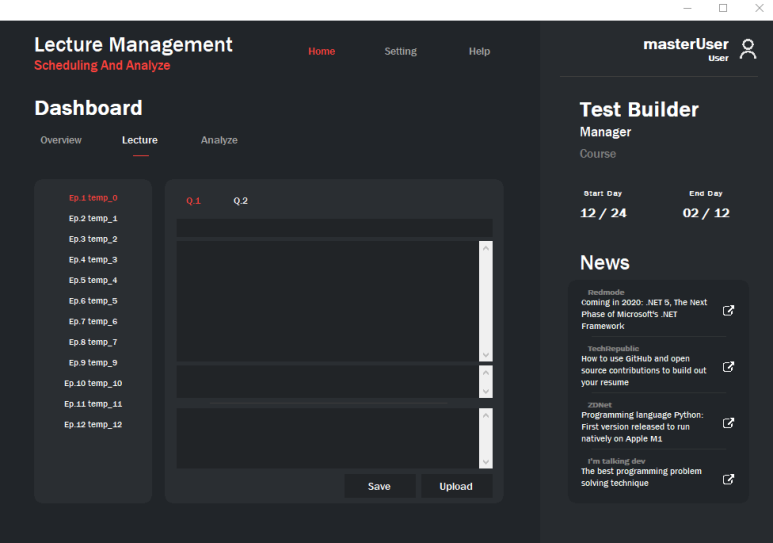 Lecture Management
Scheduling And Analyze
Home
Setting
Help
masterUser
User
Dashboard
Overview
Lecture
Analyze
Ep.1 temp_0
Ep.2 temp_1
Ep.3 temp_2
Ep.4 temp_3
Ep.5 temp_4
Ep.6 temp_5
Ep.7 temp_6
Ep.8 temp_7
Ep.9 temp_9
Ep.10 temp_10
Ep.11 temp_11
Ep.12 temp_12
Q.1
Q.2
Save
Upload
Test Builder
Manager
Course
Start Day
End Day
12 / 24
02 / 12
News
Redmode
Coming in 2020: .NET 5, The Next
Phase of Microsoft's .NET
Framework
TechRepublic
How to use GitHub and open
source contributions to build out
your resume
ZDNet
Programming language Python:
First version released to run
natively on Apple M1
I'm talking dev
The best programming problem
solving technique